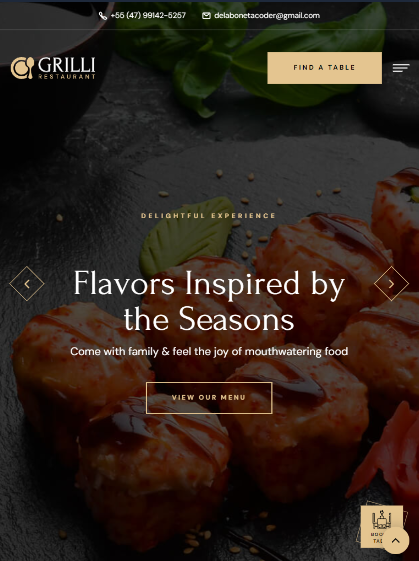 +55 (47) 99142-5257 delabonetacoder@gmail.com
GRILLI
RESTAURANT
FIND A TABLE
DELIGHTFUL EXPERIENCE
Flavors Inspired by
the Seasons
Come with family & feel the joy of mouthwatering food
VIEW OUR MENU